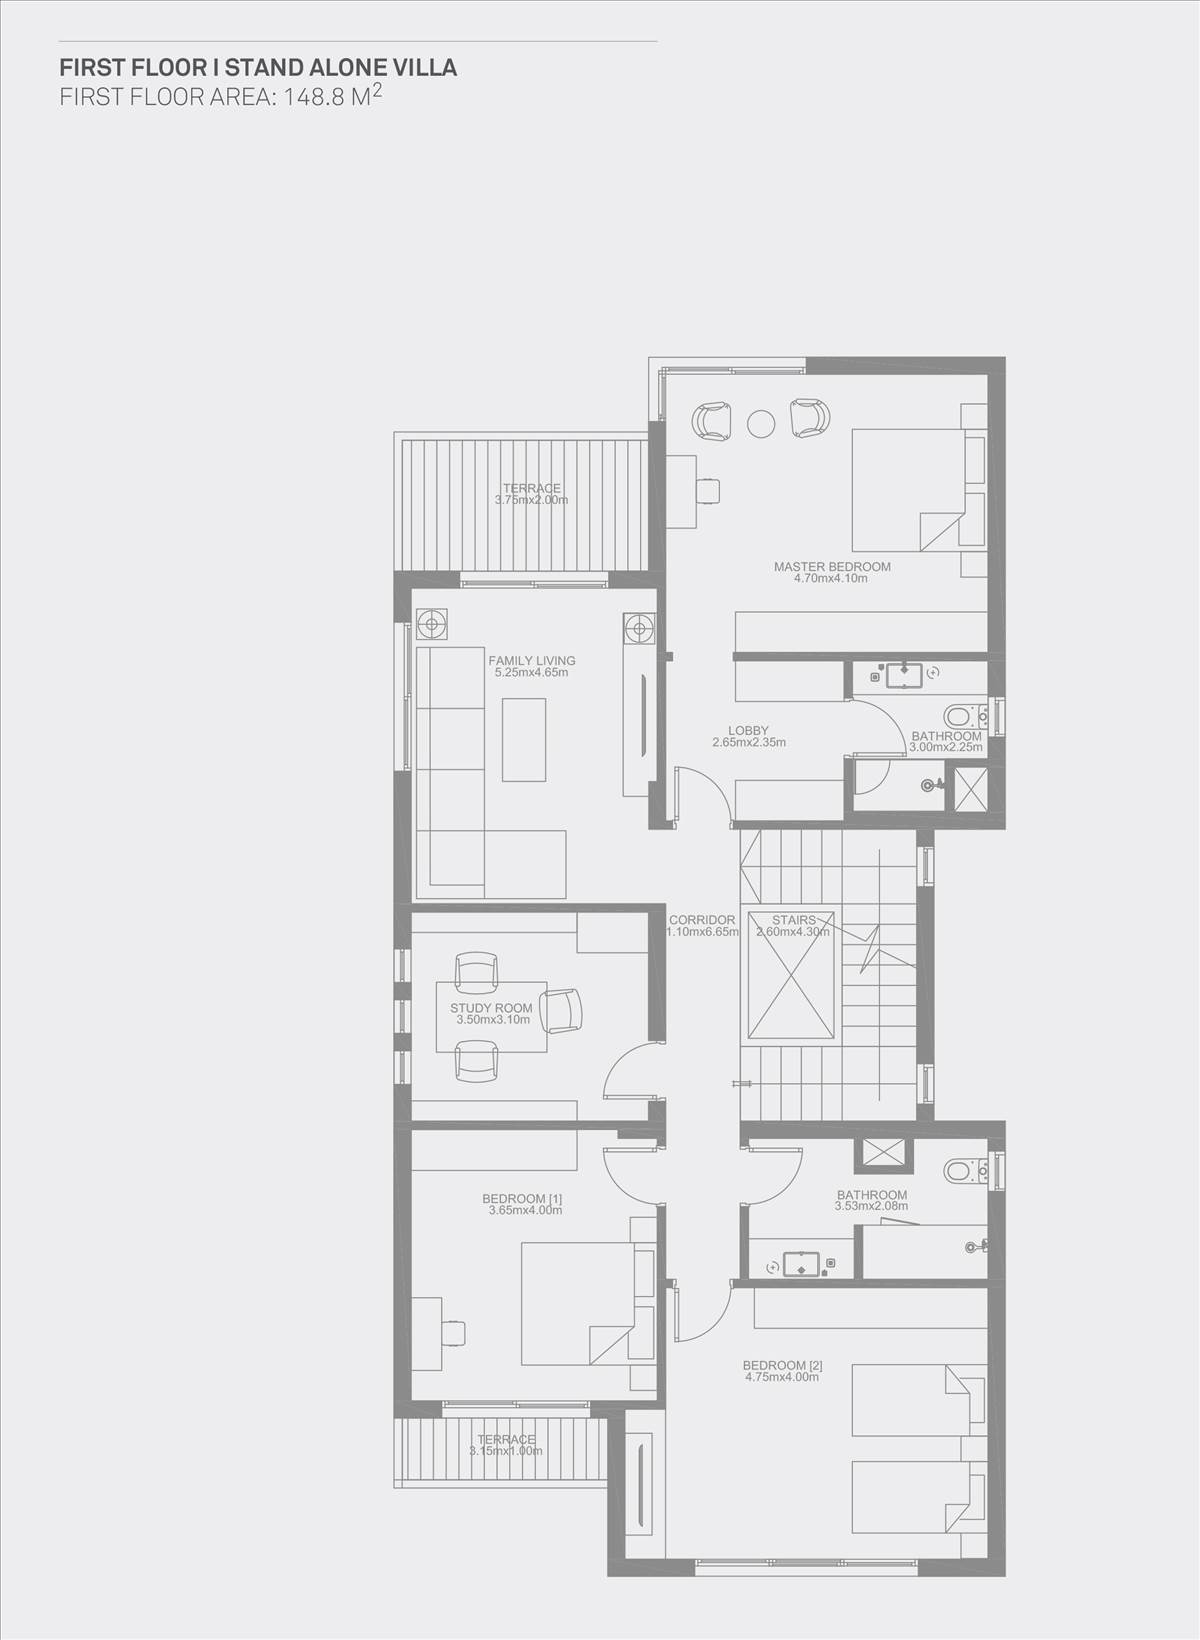 FIRST FLOOR I STAND ALONE VILLA
FIRST FLOOR AREA: 148.8 M²
TERRACE
3.75mx2.00m
MASTER BEDROOM
4.70mx4.10m
FAMILY LIVING
5.25mx4.65m
LOBBY
2.65mx2.35m
BATHROOM
3.00mx2.25m
CORRIDOR
1.10mx6.65m
STAIRS
2.60mx4.30m
STUDY ROOM
3.50mx3.10m
BEDROOM [1]
3.65mx4.00m
BATHROOM
3.53mx2.08m
BEDROOM [2]
4.75mx4.00m
TERRACE
3.15mx1.00m